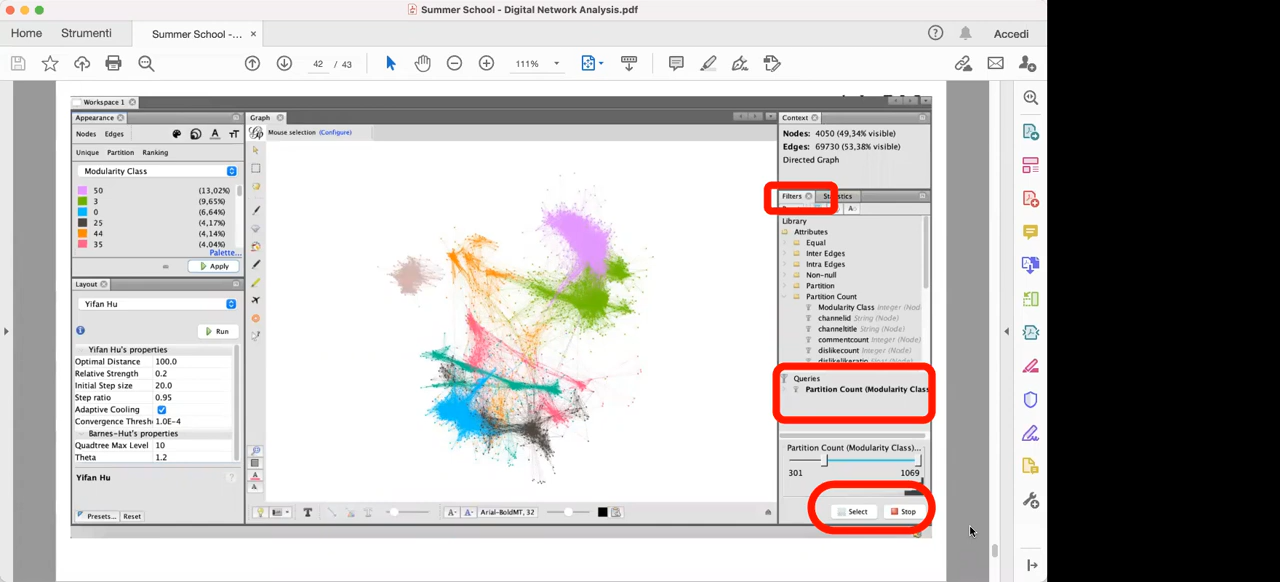 Summer School - Digital Network Analysis.pdf
Home
Strumenti
Summer School -... ×
Accedi
42 / 43
111%
Workspace 1
Appearance
Nodes Edges
Unique Partition Ranking
Modularity Class
50 (13,02%)
3 (9,65%)
0 (6,64%)
25 (4,17%)
44 (4,14%)
35 (4,04%)
Palette...
Apply
Layout
Yifan Hu
Run
Yifan Hu's properties
Optimal Distance 100.0
Relative Strength 0.2
Initial Step size 20.0
Step ratio 0.95
Adaptive Cooling
Convergence Thresh 1.0E-4
Barnes-Hut's properties
Quadtree Max Level 10
Theta 1.2
Yifan Hu
Presets... Reset
Graph
Mouse selection (Configure)
Arial-BoldMT, 32
Context
Nodes: 4050 (49,34% visible)
Edges: 69730 (53,38% visible)
Directed Graph
Filters Statistics
Library
Attributes
Equal
Inter Edges
Intra Edges
Non-null
Partition
Partition Count
Modularity Class Integer (Nod
channelid String (Node)
channeltitle String (Node)
commentcount Integer (Node)
dislikecount Integer (Node)
Queries
Partition Count (Modularity Class
Partition Count (Modularity Class)...
301 1069
Select Stop